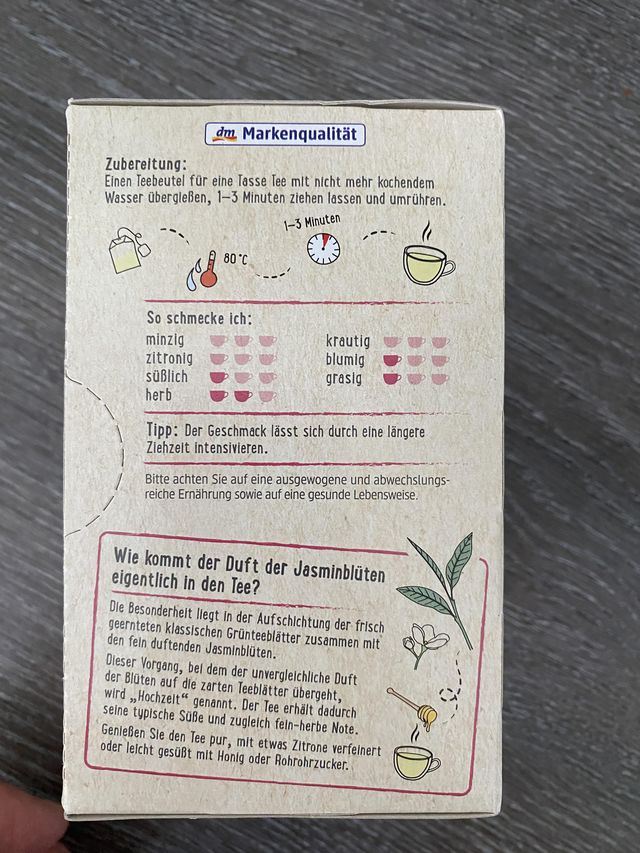 dm Markenqualität
Zubereitung:
Einen Teebeutel für eine Tasse Tee mit nicht mehr kochendem
Wasser übergießen, 1–3 Minuten ziehen lassen und umrühren.
1–3 Minuten
80°C
So schmecke ich:
minzig
zitronig
süßlich
herb
krautig
blumig
grasig
Tipp: Der Geschmack lässt sich durch eine längere
Ziehzeit intensivieren.
Bitte achten Sie auf eine ausgewogene und abwechslungs-
reiche Ernährung sowie auf eine gesunde Lebensweise.
Wie kommt der Duft der Jasminblüten
eigentlich in den Tee?
Die Besonderheit liegt in der Aufschichtung der frisch
geernteten klassischen Grünteeblätter zusammen mit
den fein duftenden Jasminblüten.
Dieser Vorgang, bei dem der unvergleichliche Duft
der Blüten auf die zarten Teeblätter übergeht,
wird „Hochzeit“ genannt. Der Tee erhält dadurch
seine typische Süße und zugleich fein-herbe Note.
Genießen Sie den Tee pur, mit etwas Zitrone verfeinert
oder leicht gesüßt mit Honig oder Rohrohrzucker.